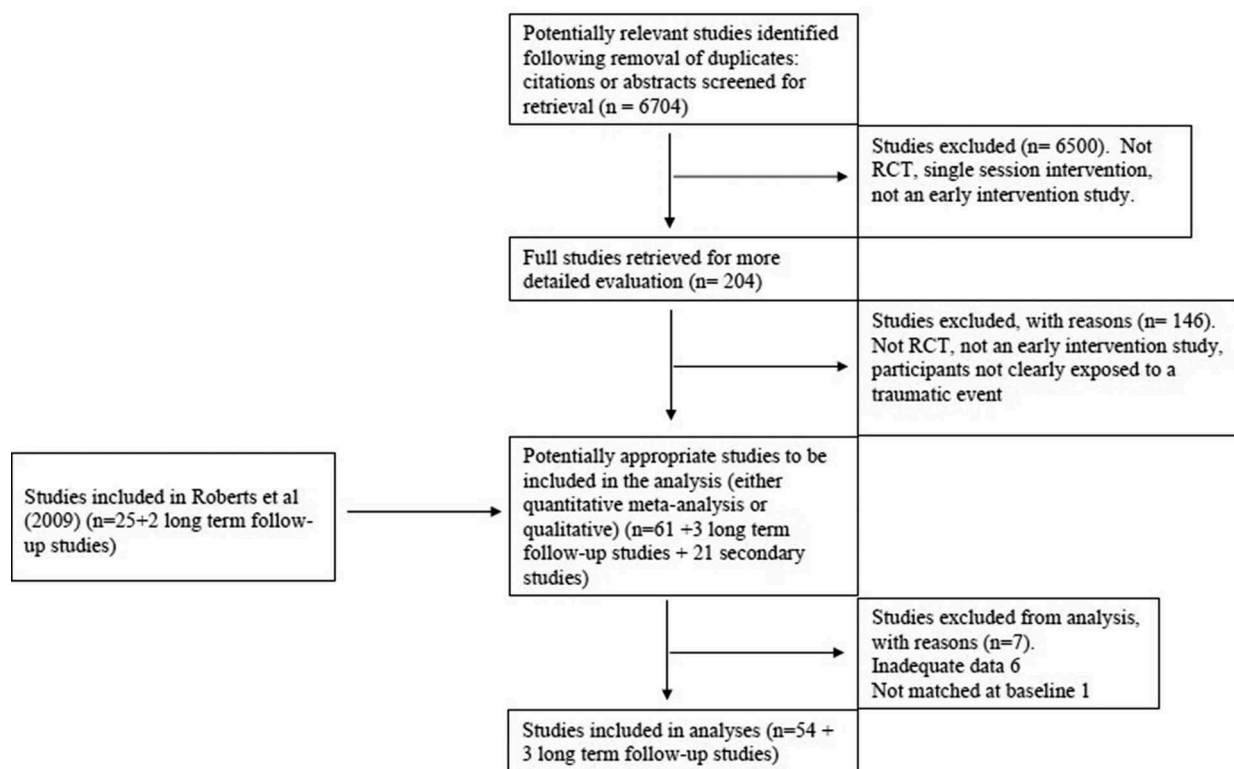 Potentially relevant studies identified
following removal of duplicates:
citations or abstracts screened for
retrieval (n = 6704)
Studies excluded (n= 6500).  Not
RCT, single session intervention,
not an early intervention study.
Full studies retrieved for more
detailed evaluation (n= 204)
Studies excluded, with reasons (n= 146).
Not RCT, not an early intervention study,
participants not clearly exposed to a
traumatic event
Studies included in Roberts et al
(2009) (n=25+2 long term follow-
up studies)
Potentially appropriate studies to be
included in the analysis (either
quantitative meta-analysis or
qualitative) (n=61 +3 long term
follow-up studies + 21 secondary
studies)
Studies excluded from analysis,
with reasons (n=7).
Inadequate data 6
Not matched at baseline 1
Studies included in analyses (n=54 +
3 long term follow-up studies)